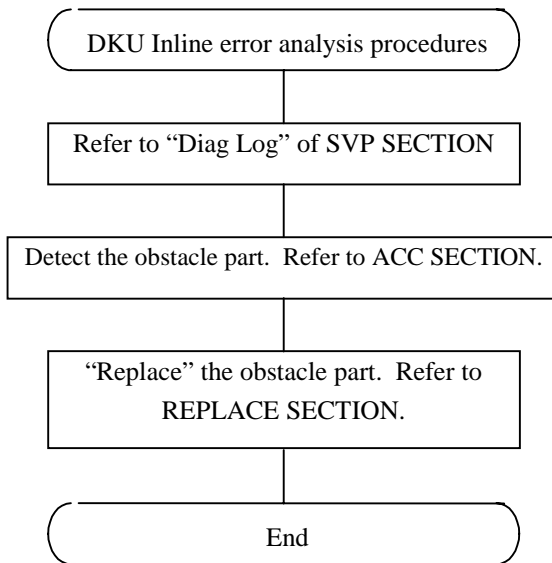 DKU Inline error analysis procedures
Refer to “Diag Log” of SVP SECTION
Detect the obstacle part.  Refer to ACC SECTION.
“Replace” the obstacle part.  Refer to
REPLACE SECTION.
End